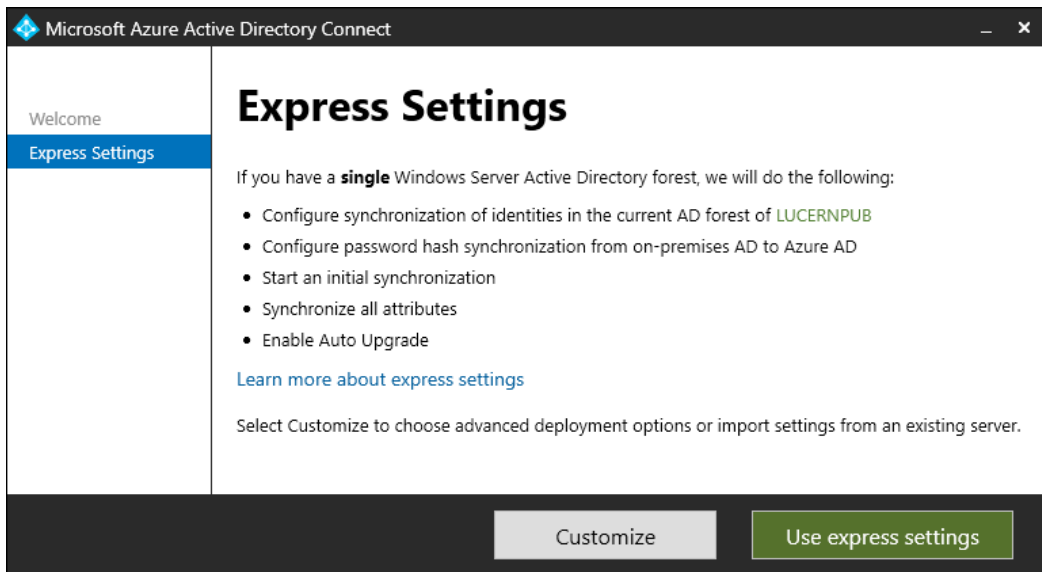 Microsoft Azure Active Directory Connect
Welcome
Express Settings
Express Settings
If you have a single Windows Server Active Directory forest, we will do the following:
• Configure synchronization of identities in the current AD forest of LUCERNPUB
• Configure password hash synchronization from on-premises AD to Azure AD
• Start an initial synchronization
• Synchronize all attributes
• Enable Auto Upgrade
Learn more about express settings
Select Customize to choose advanced deployment options or import settings from an existing server.
Customize
Use express settings